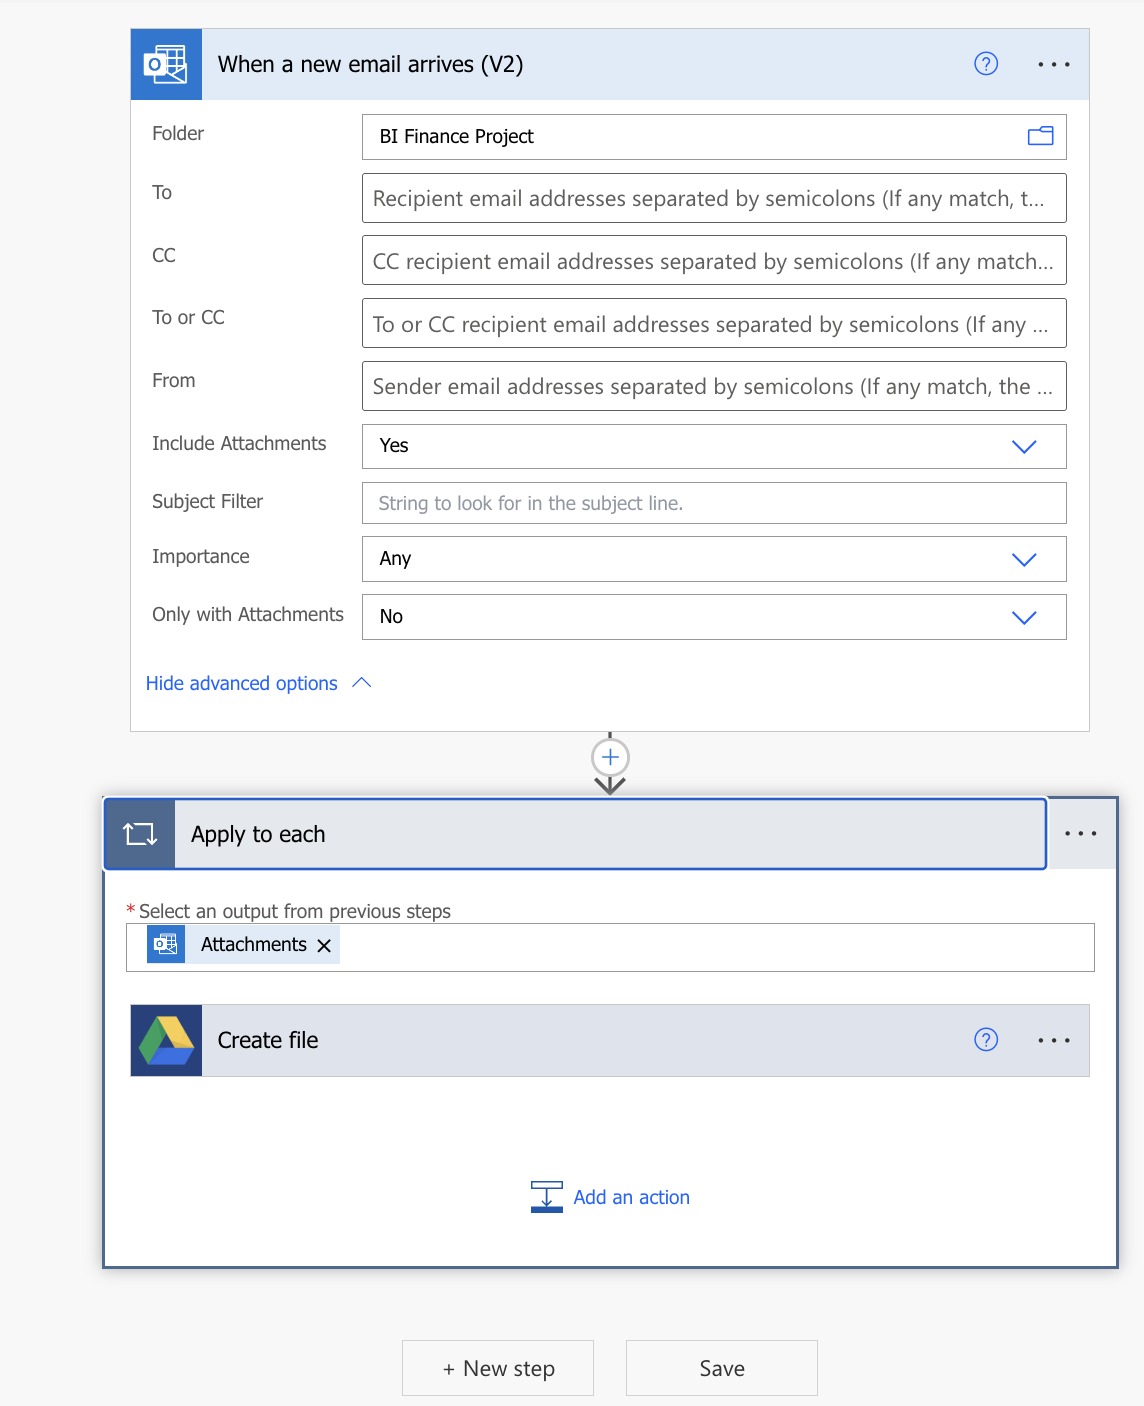 When a new email arrives (V2)
Folder
BI Finance Project
To
Recipient email addresses separated by semicolons (If any match, t...
CC
CC recipient email addresses separated by semicolons (If any match...
To or CC
To or CC recipient email addresses separated by semicolons (If any ...
From
Sender email addresses separated by semicolons (If any match, the ...
Include Attachments
Yes
Subject Filter
String to look for in the subject line.
Importance
Any
Only with Attachments
No
Hide advanced options
Apply to each
* Select an output from previous steps
Attachments
Create file
Add an action
+ New step
Save